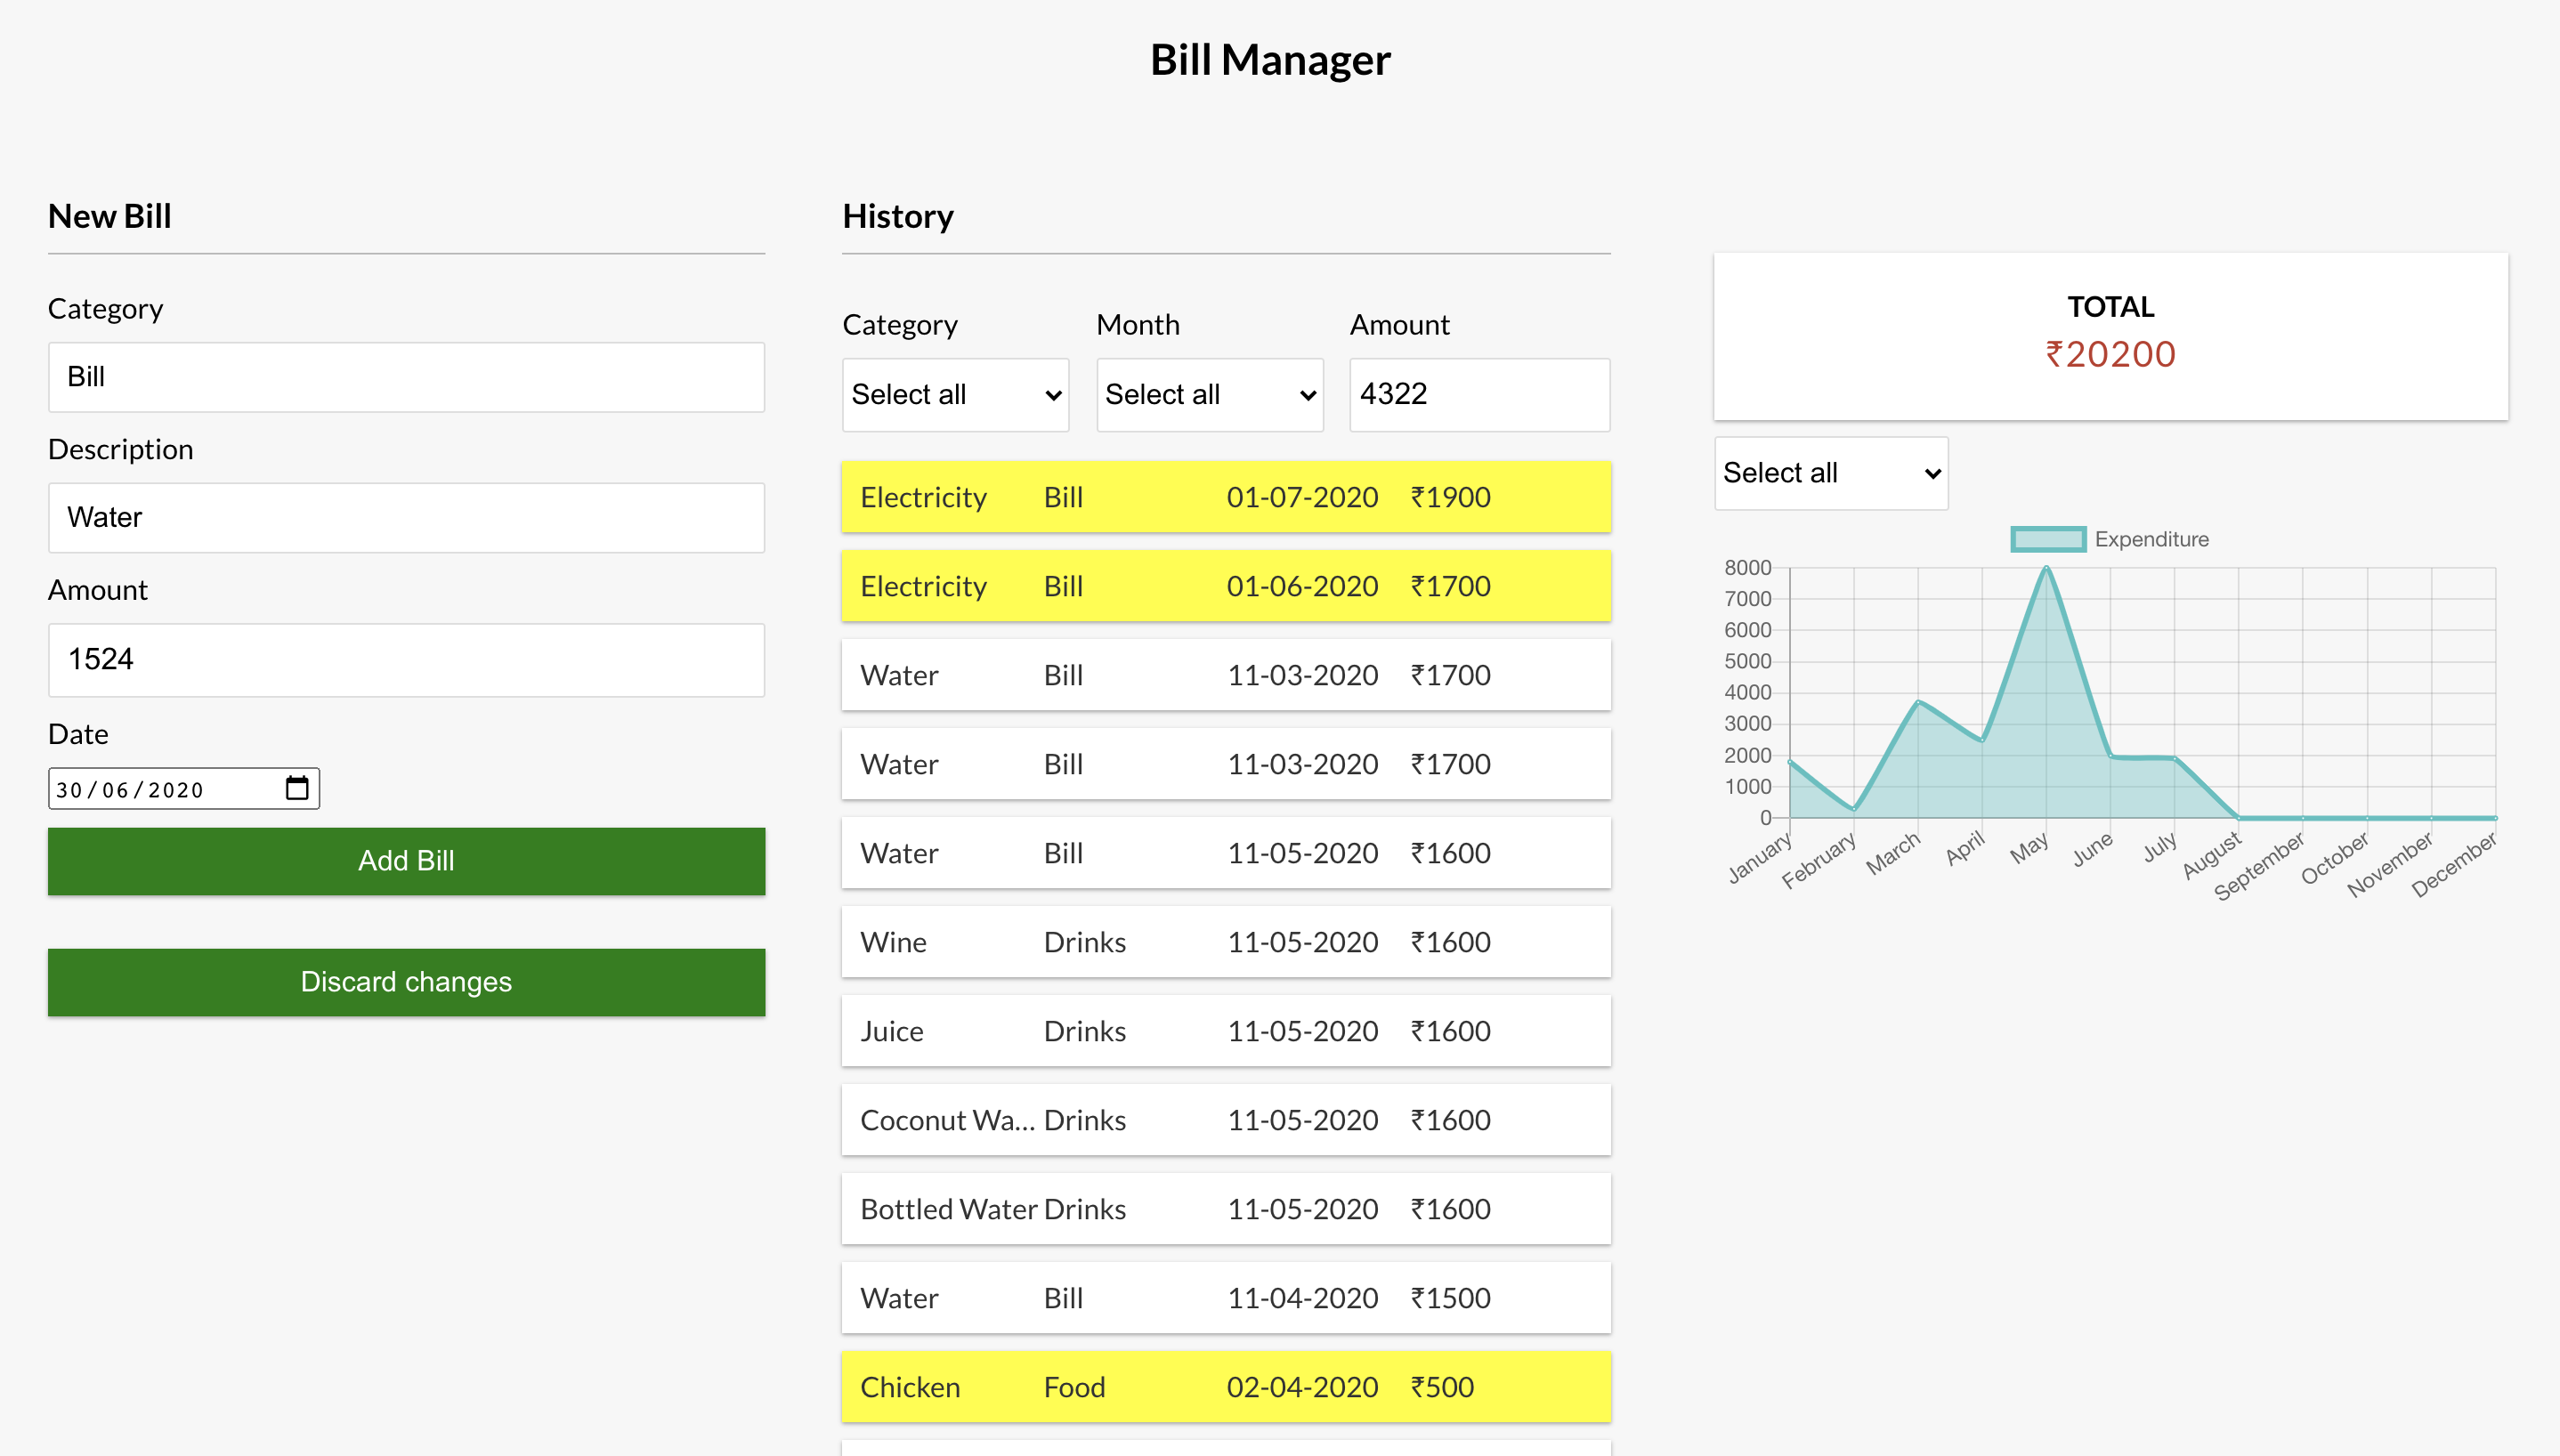 Bill Manager
New Bill
Category
Bill
Description
Water
Amount
1524
Date
30/06/2020
Add Bill
Discard changes
History
Category Month Amount
Select all Select all 4322
Electricity Bill 01-07-2020 ₹1900
Electricity Bill 01-06-2020 ₹1700
Water Bill 11-03-2020 ₹1700
Water Bill 11-03-2020 ₹1700
Water Bill 11-05-2020 ₹1600
Wine Drinks 11-05-2020 ₹1600
Juice Drinks 11-05-2020 ₹1600
Coconut Wa... Drinks 11-05-2020 ₹1600
Bottled Water Drinks 11-05-2020 ₹1600
Water Bill 11-04-2020 ₹1500
Chicken Food 02-04-2020 ₹500
TOTAL
₹20200
Select all
Expenditure
8000
7000
6000
5000
4000
3000
2000
1000
0
January February March April May June July August September October November December